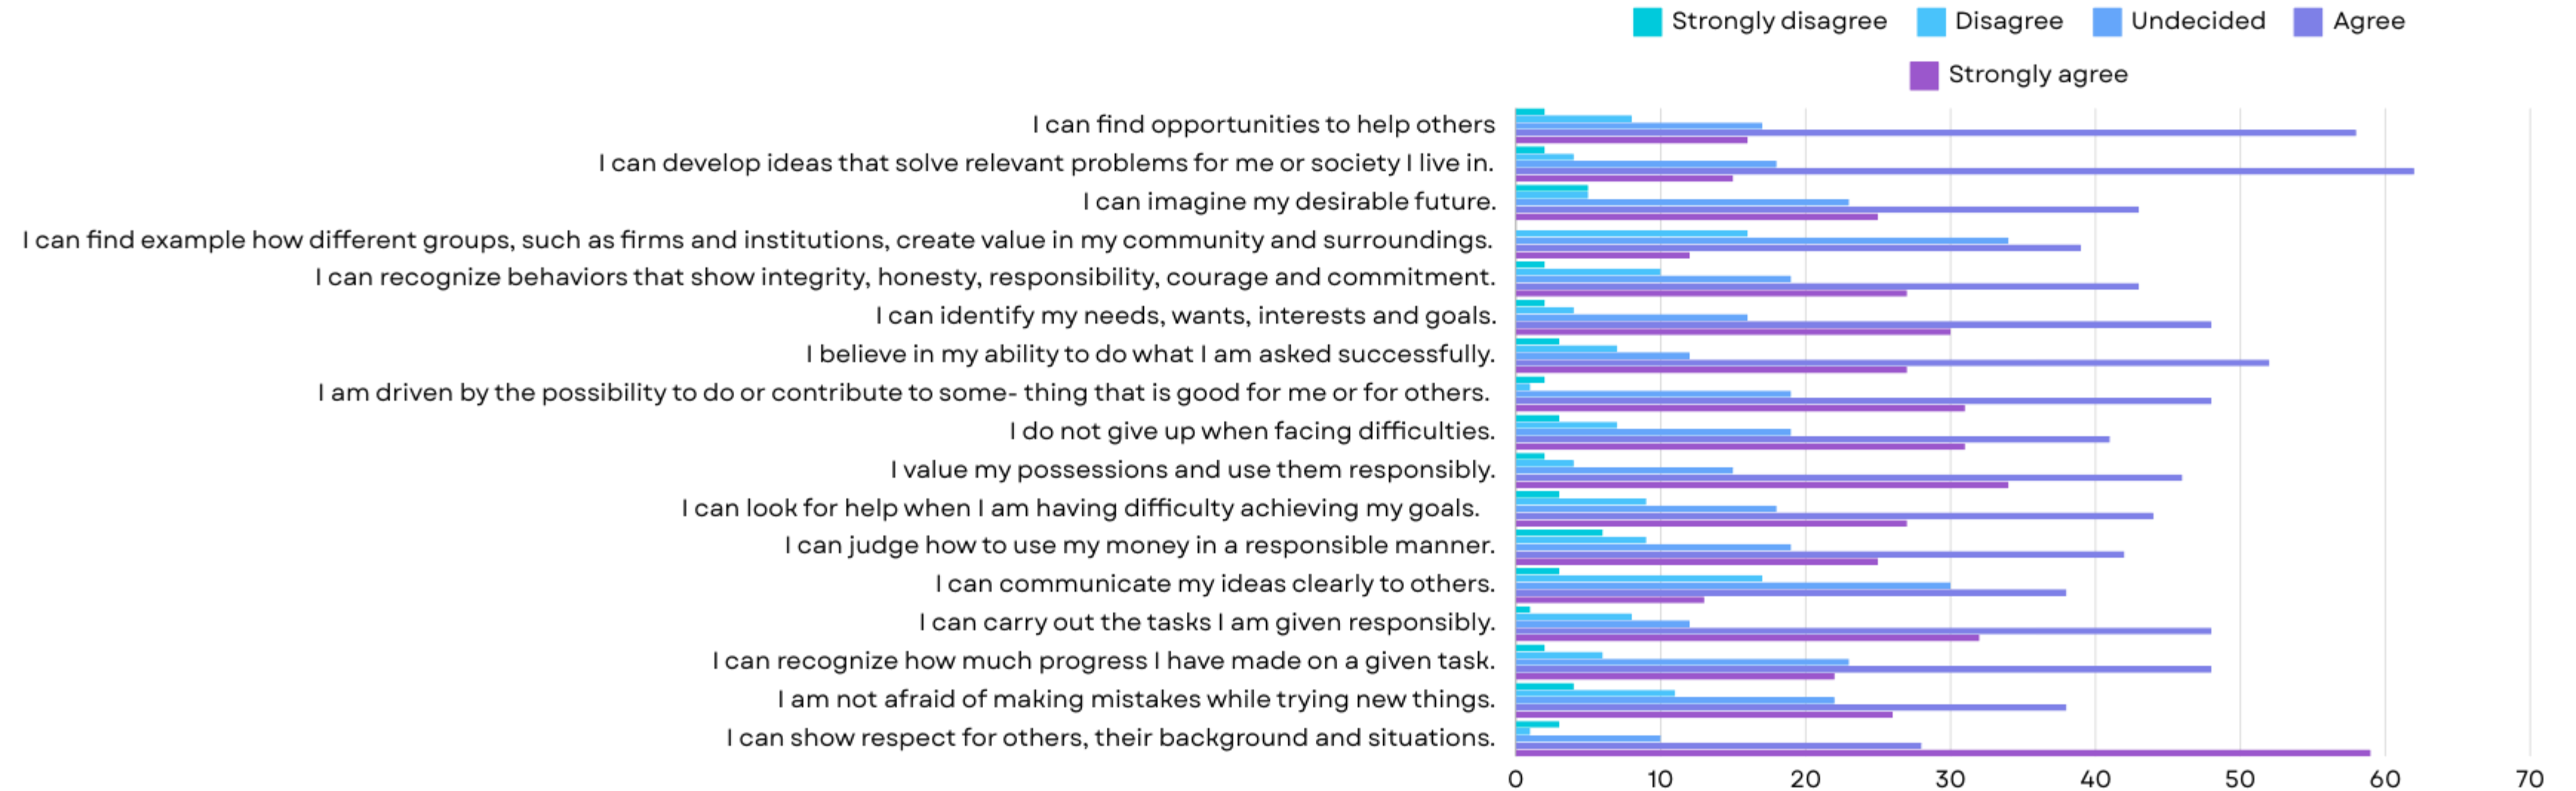 Strongly disagree Disagree Undecided Agree
Strongly agree
I can find opportunities to help others
I can develop ideas that solve relevant problems for me or society I live in.
I can imagine my desirable future.
I can find example how different groups, such as firms and institutions, create value in my community and surroundings.
I can recognize behaviors that show integrity, honesty, responsibility, courage and commitment.
I can identify my needs, wants, interests and goals.
I believe in my ability to do what I am asked successfully.
I am driven by the possibility to do or contribute to some- thing that is good for me or for others.
I do not give up when facing difficulties.
I value my possessions and use them responsibly.
I can look for help when I am having difficulty achieving my goals.
I can judge how to use my money in a responsible manner.
I can communicate my ideas clearly to others.
I can carry out the tasks I am given responsibly.
I can recognize how much progress I have made on a given task.
I am not afraid of making mistakes while trying new things.
I can show respect for others, their background and situations.
0 10 20 30 40 50 60 70